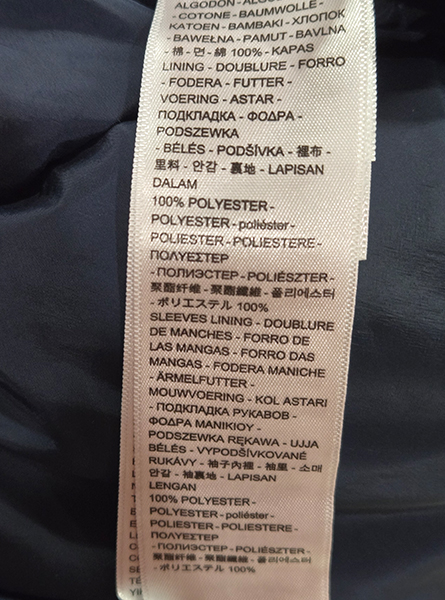 ALGODÓN - ALGO
- COTONE - BAUMWOLLE -
KATOEN - BAMBAKI - ХЛОПОК
- BAWEŁNA - PAMUT - BAVLNA
- 棉 - 면 - 綿 100% - KAPAS
LINING - DOUBLURE - FORRO
- FODERA - FUTTER -
VOERING - ASTAR -
ПОДКЛАДКА - ΦΟΔΡΑ -
PODSZEWKA
- BÉLÉS - PODŠÍVKA - 裡布 -
里料 - 안감 - 裏地 - LAPISAN
DALAM
100% POLYESTER -
POLYESTER - poliéster -
POLIESTER - POLIESTERE -
ΠΟΛΥΕΣΤΕΡ
- ПОЛИЭСТЕР - POLIÉSZTER -
聚酯纤维 - 聚酯纖維 - 폴리에스터
- ポリエステル 100%
SLEEVES LINING - DOUBLURE
DE MANCHES - FORRO DE
LAS MANGAS - FORRO DAS
MANGAS - FODERA MANICHE
- ÄRMELFUTTER -
MOUWVOERING - KOL ASTARI
- ПОДКЛАДКА РУКАВОВ -
ΦΟΔΡΑ ΜΑΝΙΚΙΟΥ -
PODSZEWKA RĘKAWA - UJJA
BÉLÉS - VYPODŠÍVKOVANÉ
RUKÁVY - 袖子內裡 - 袖里 - 소매
안감 - 袖裏地 - LAPISAN
LENGAN
100% POLYESTER -
POLYESTER - poliéster -
POLIESTER - POLIESTERE -
ΠΟΛΥΕΣΤΕΡ
- ПОЛИЭСТЕР - POLIÉSZTER -
聚酯纤维 - 聚酯纖維 - 폴리에스터
- ポリエステル 100%